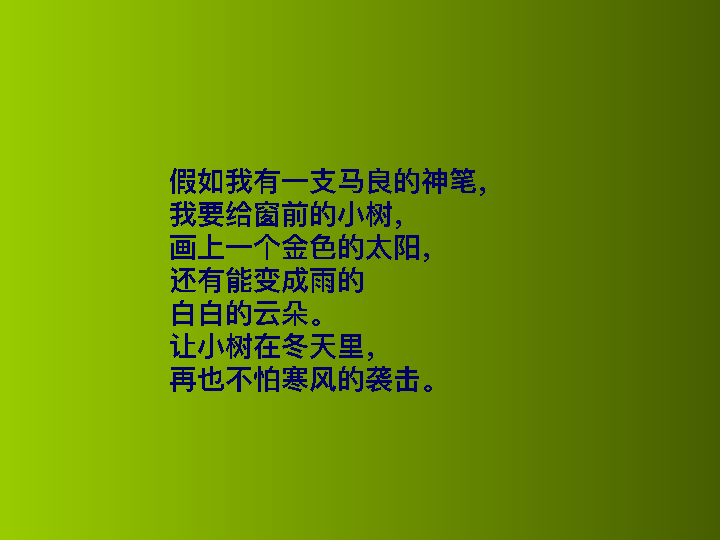 假如我有一支马良的神笔，
我要给窗前的小树，
画上一个金色的太阳，
还有能变成雨的
白白的云朵。
让小树在冬天里，
再也不怕寒风的袭击。